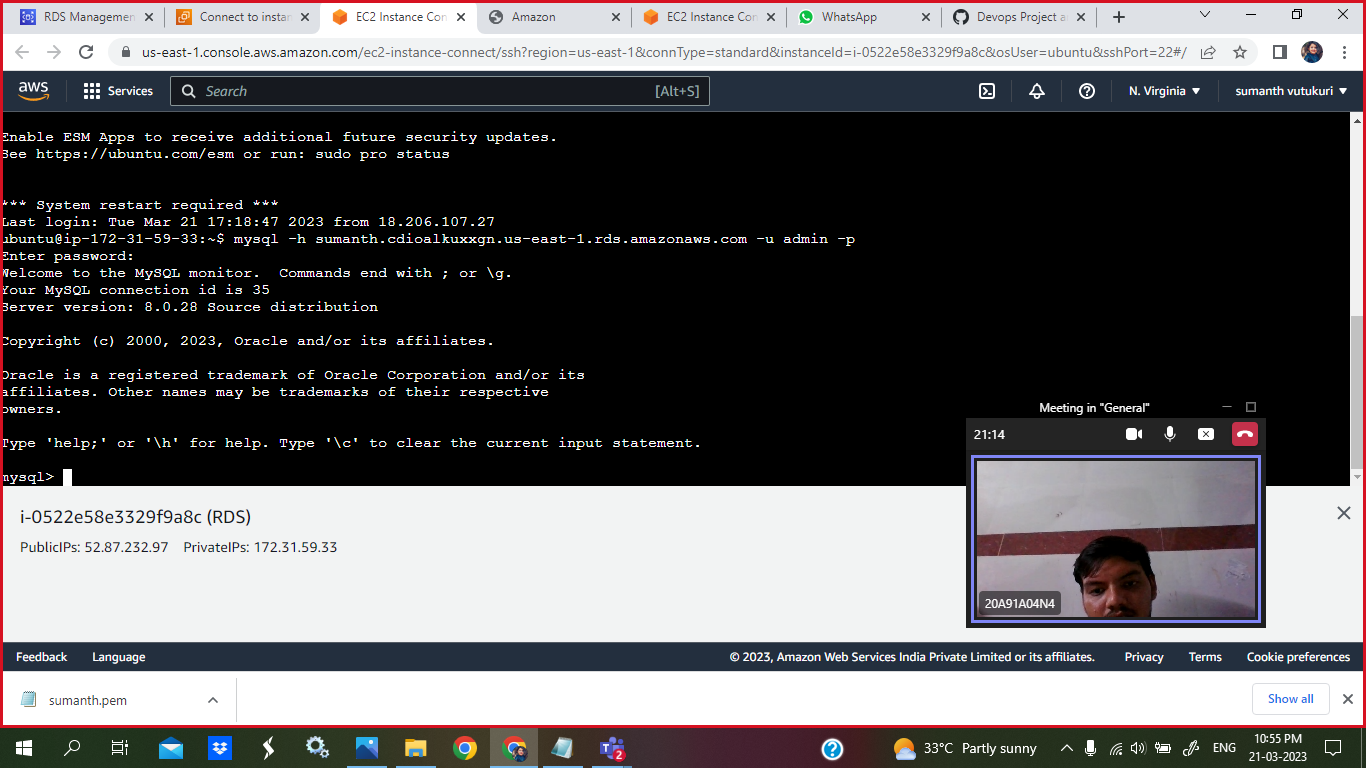 RDS Managemen
Connect to instan
EC2 Instance Con
Amazon
EC2 Instance Con
WhatsApp
Devops Project a
us-east-1.console.aws.amazon.com/ec2-instance-connect/ssh?region=us-east-1&connType=standard&instanceId=i-0522e58e3329f9a8c&osUser=ubuntu&sshPort=22#/
aws
Services
Search
[Alt+S]
N. Virginia
sumanth vutukuri
Enable ESM Apps to receive additional future security updates.
See https://ubuntu.com/esm or run: sudo pro status
*** System restart required ***
Last login: Tue Mar 21 17:18:47 2023 from 18.206.107.27
ubuntu@ip-172-31-59-33:~$ mysql -h sumanth.cdioalkuxxgn.us-east-1.rds.amazonaws.com -u admin -p
Enter password:
Welcome to the MySQL monitor.  Commands end with ; or \g.
Your MySQL connection id is 35
Server version: 8.0.28 Source distribution
Copyright (c) 2000, 2023, Oracle and/or its affiliates.
Oracle is a registered trademark of Oracle Corporation and/or its
affiliates. Other names may be trademarks of their respective
owners.
Type 'help;' or '\h' for help. Type '\c' to clear the current input statement.
mysql>
Meeting in "General"
21:14
20A91A04N4
i-0522e58e3329f9a8c (RDS)
PublicIPs: 52.87.232.97 PrivateIPs: 172.31.59.33
Feedback
Language
© 2023, Amazon Web Services India Private Limited or its affiliates.
Privacy
Terms
Cookie preferences
sumanth.pem
Show all
2
33°C Partly sunny
ENG
10:55 PM
21-03-2023